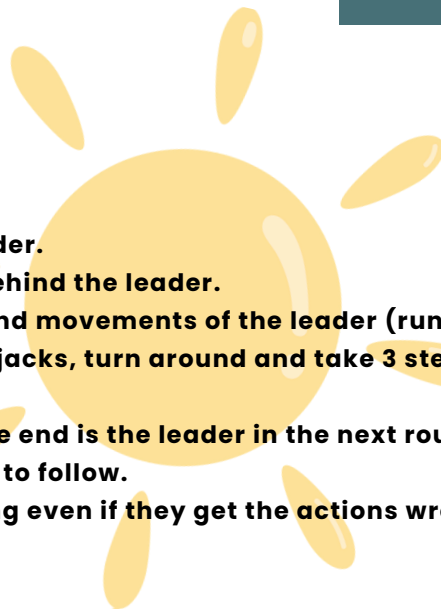 der.
ehind the leader.
nd movements of the leader (run
jacks, turn around and take 3 ste
e end is the leader in the next rou
to follow.
g even if they get the actions wr